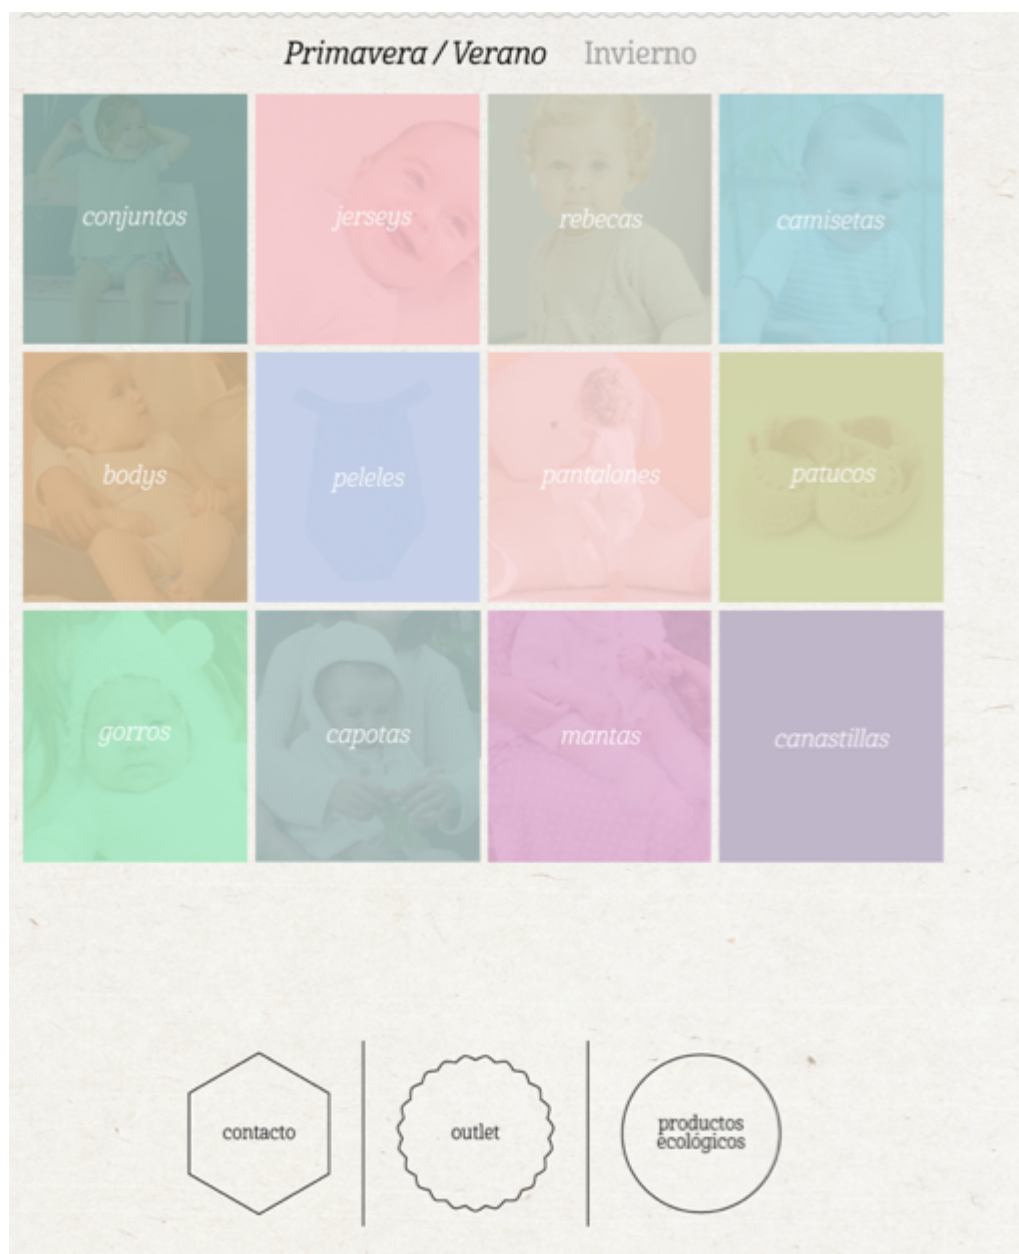 Primavera / Verano Invierno
conjuntos
jerseys
rebecas
camisetas
bodys
peleles
pantalones
patucos
gorros
capotas
mantas
canastillas
contacto
outlet
productos
ecológicos